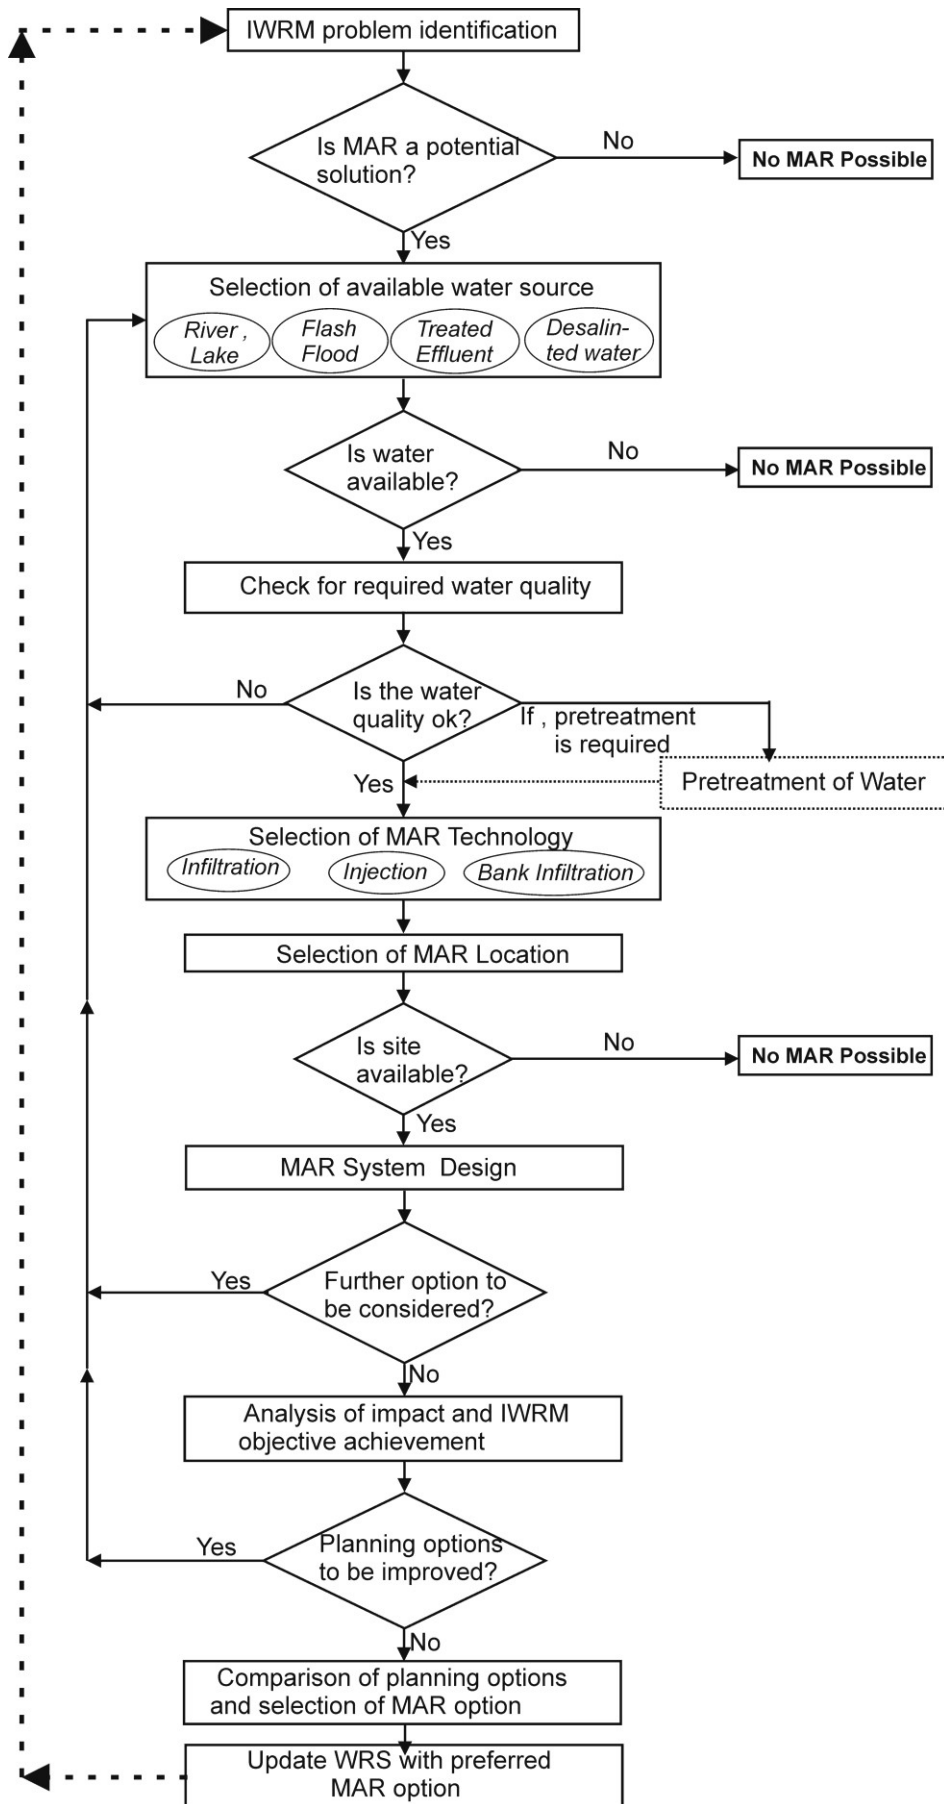 IWRM problem identification
Is MAR a potential
solution?
No
No MAR Possible
Yes
Selection of available water source
River ,
Lake
Flash
Flood
Treated
Effluent
Desalin-
ted water
Is water
available?
No
No MAR Possible
Yes
Check for required water quality
No
Is the water
quality ok?
If , pretreatment
is required
Yes
Pretreatment of Water
Selection of MAR Technology
Infiltration
Injection
Bank Infiltration
Selection of MAR Location
Is site
available?
No
No MAR Possible
Yes
MAR System Design
Yes
Further option to
be considered?
No
Analysis of impact and IWRM
objective achievement
Yes
Planning options
to be improved?
No
Comparison of planning options
and selection of MAR option
Update WRS with preferred
MAR option